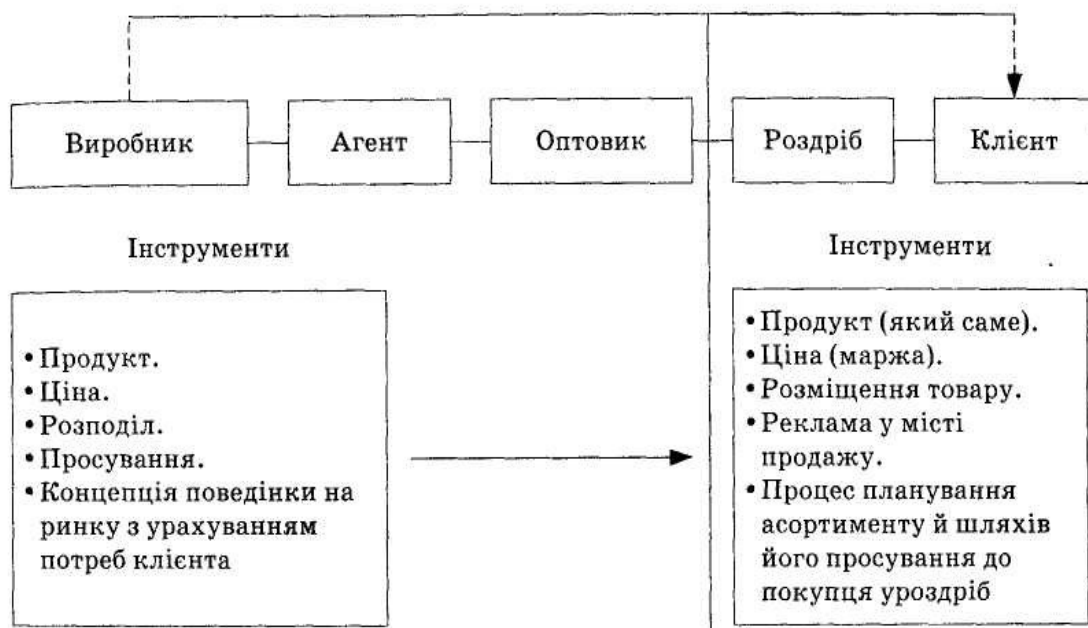 Виробник
Агент
Оптовик
Роздріб
Клієнт
Інструменти
• Продукт.
• Ціна.
• Розподіл.
• Просування.
• Концепція поведінки на
ринку з урахуванням
потреб клієнта
Інструменти
• Продукт (який саме).
• Ціна (маржа).
• Розміщення товару.
• Реклама у місті
продажу.
• Процес планування
асортименту й шляхів
його просування до
покупця уроздріб